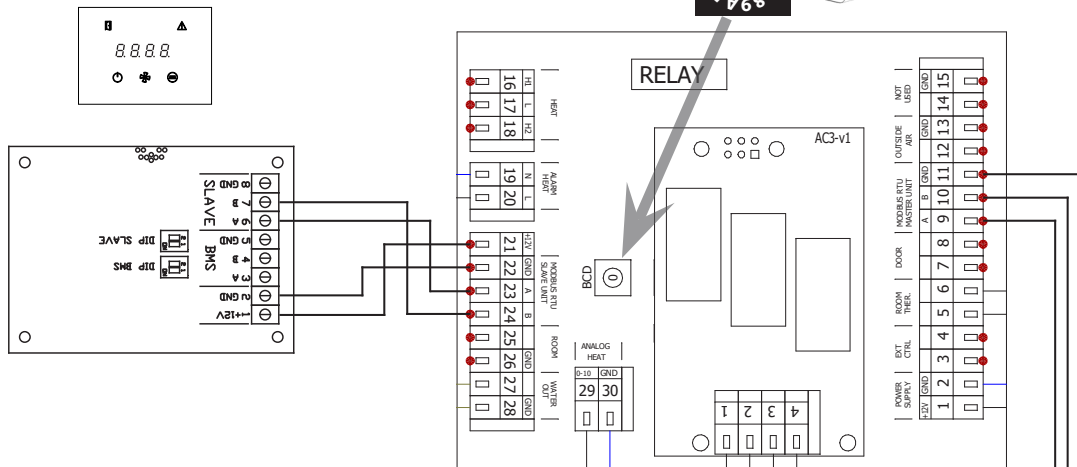 8.8.8.8.
RELAY
AC3-v1
BCD
0
SLAVE
BMS
8 GND
7 B
6 A
5 GND
4 B
3 A
2 GND
1 +12V
DIP SLAVE
DIP BMS
16 H1
17 L
18 H2
HEAT
19 N
20 L
ALARM
HEAT
21 +12V
22 GND
23 A
24 B
MODBUS RTU
SLAVE UNIT
25
26 GND
ROOM
27
28 GND
WATER
OUT
ANALOG
HEAT
0-10 GND
29 30
1 2 3 4
NOT
USED
GND 15
14
OUTSIDE
AIR
GND 13
12
MODBUS RTU
MASTER UNIT
GND 11
B 10
A 9
DOOR
8
7
ROOM
THER.
6
5
EXT
CTRL
4
3
POWER
SUPPLY
GND 2
+12V 1